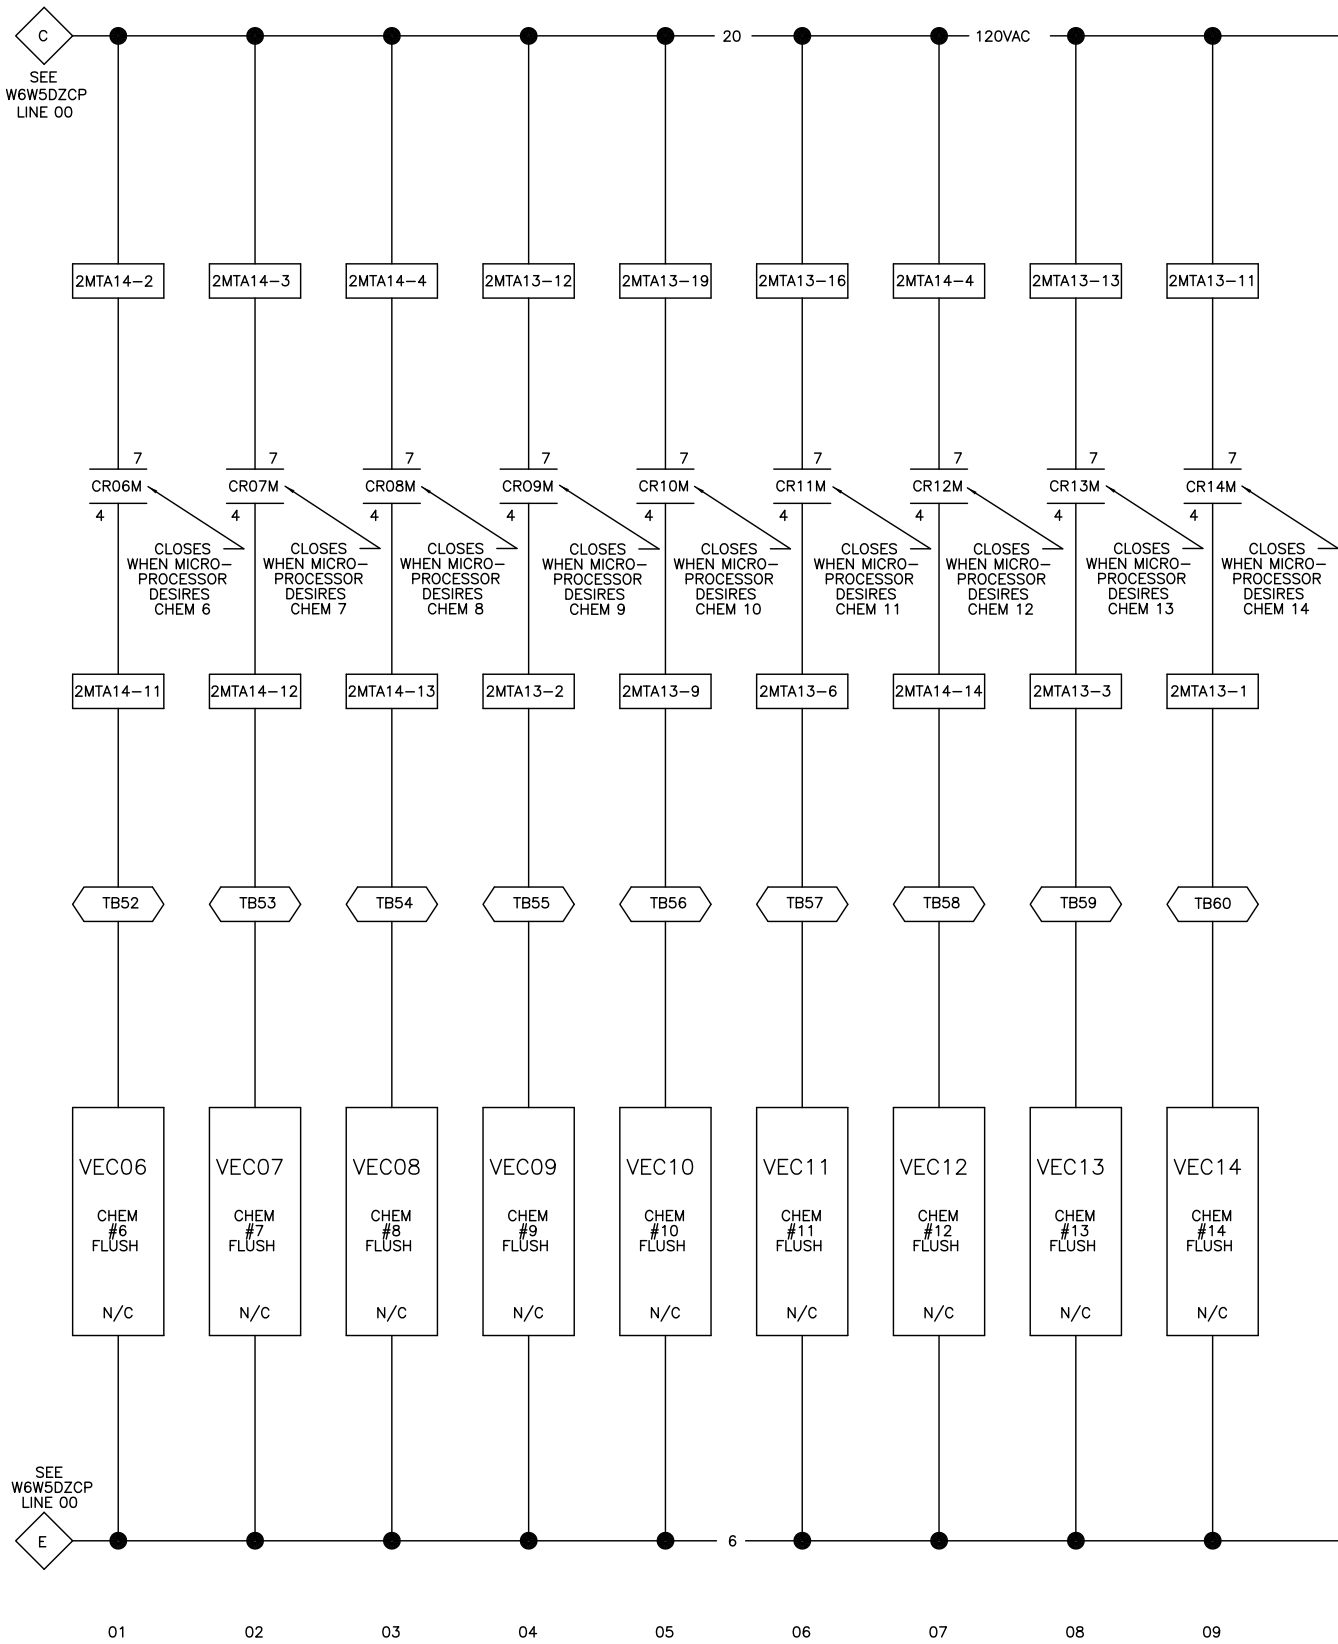 C
20
120VAC
SEE
W6W5DZCP
LINE 00
2MTA14-2
2MTA14-3
2MTA14-4
2MTA13-12
2MTA13-19
2MTA13-16
2MTA14-4
2MTA13-13
2MTA13-11
7
7
7
7
7
7
7
7
7
CR06M
CR07M
CR08M
CR09M
CR10M
CR11M
CR12M
CR13M
CR14M
4
4
4
4
4
4
4
4
4
CLOSES
WHEN MICRO-
PROCESSOR
DESIRES
CHEM 6
CLOSES
WHEN MICRO-
PROCESSOR
DESIRES
CHEM 7
CLOSES
WHEN MICRO-
PROCESSOR
DESIRES
CHEM 8
CLOSES
WHEN MICRO-
PROCESSOR
DESIRES
CHEM 9
CLOSES
WHEN MICRO-
PROCESSOR
DESIRES
CHEM 10
CLOSES
WHEN MICRO-
PROCESSOR
DESIRES
CHEM 11
CLOSES
WHEN MICRO-
PROCESSOR
DESIRES
CHEM 12
CLOSES
WHEN MICRO-
PROCESSOR
DESIRES
CHEM 13
CLOSES
WHEN MICRO-
PROCESSOR
DESIRES
CHEM 14
2MTA14-11
2MTA14-12
2MTA14-13
2MTA13-2
2MTA13-9
2MTA13-6
2MTA14-14
2MTA13-3
2MTA13-1
TB52
TB53
TB54
TB55
TB56
TB57
TB58
TB59
TB60
VEC06
CHEM
#6
FLUSH
N/C
VEC07
CHEM
#7
FLUSH
N/C
VEC08
CHEM
#8
FLUSH
N/C
VEC09
CHEM
#9
FLUSH
N/C
VEC10
CHEM
#10
FLUSH
N/C
VEC11
CHEM
#11
FLUSH
N/C
VEC12
CHEM
#12
FLUSH
N/C
VEC13
CHEM
#13
FLUSH
N/C
VEC14
CHEM
#14
FLUSH
N/C
SEE
W6W5DZCP
LINE 00
E
6
01
02
03
04
05
06
07
08
09